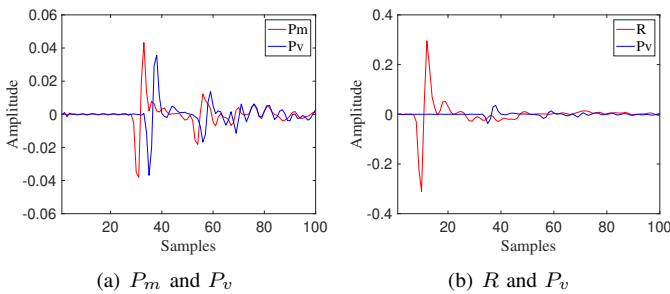 0.06
0.04
0.02
0
-0.02
-0.04
-0.06
Amplitude
20 40 60 80 100
Samples
Pm
Pv
(a) Pm and Pv
0.4
0.2
0
-0.2
-0.4
Amplitude
20 40 60 80 100
Samples
R
Pv
(b) R and Pv